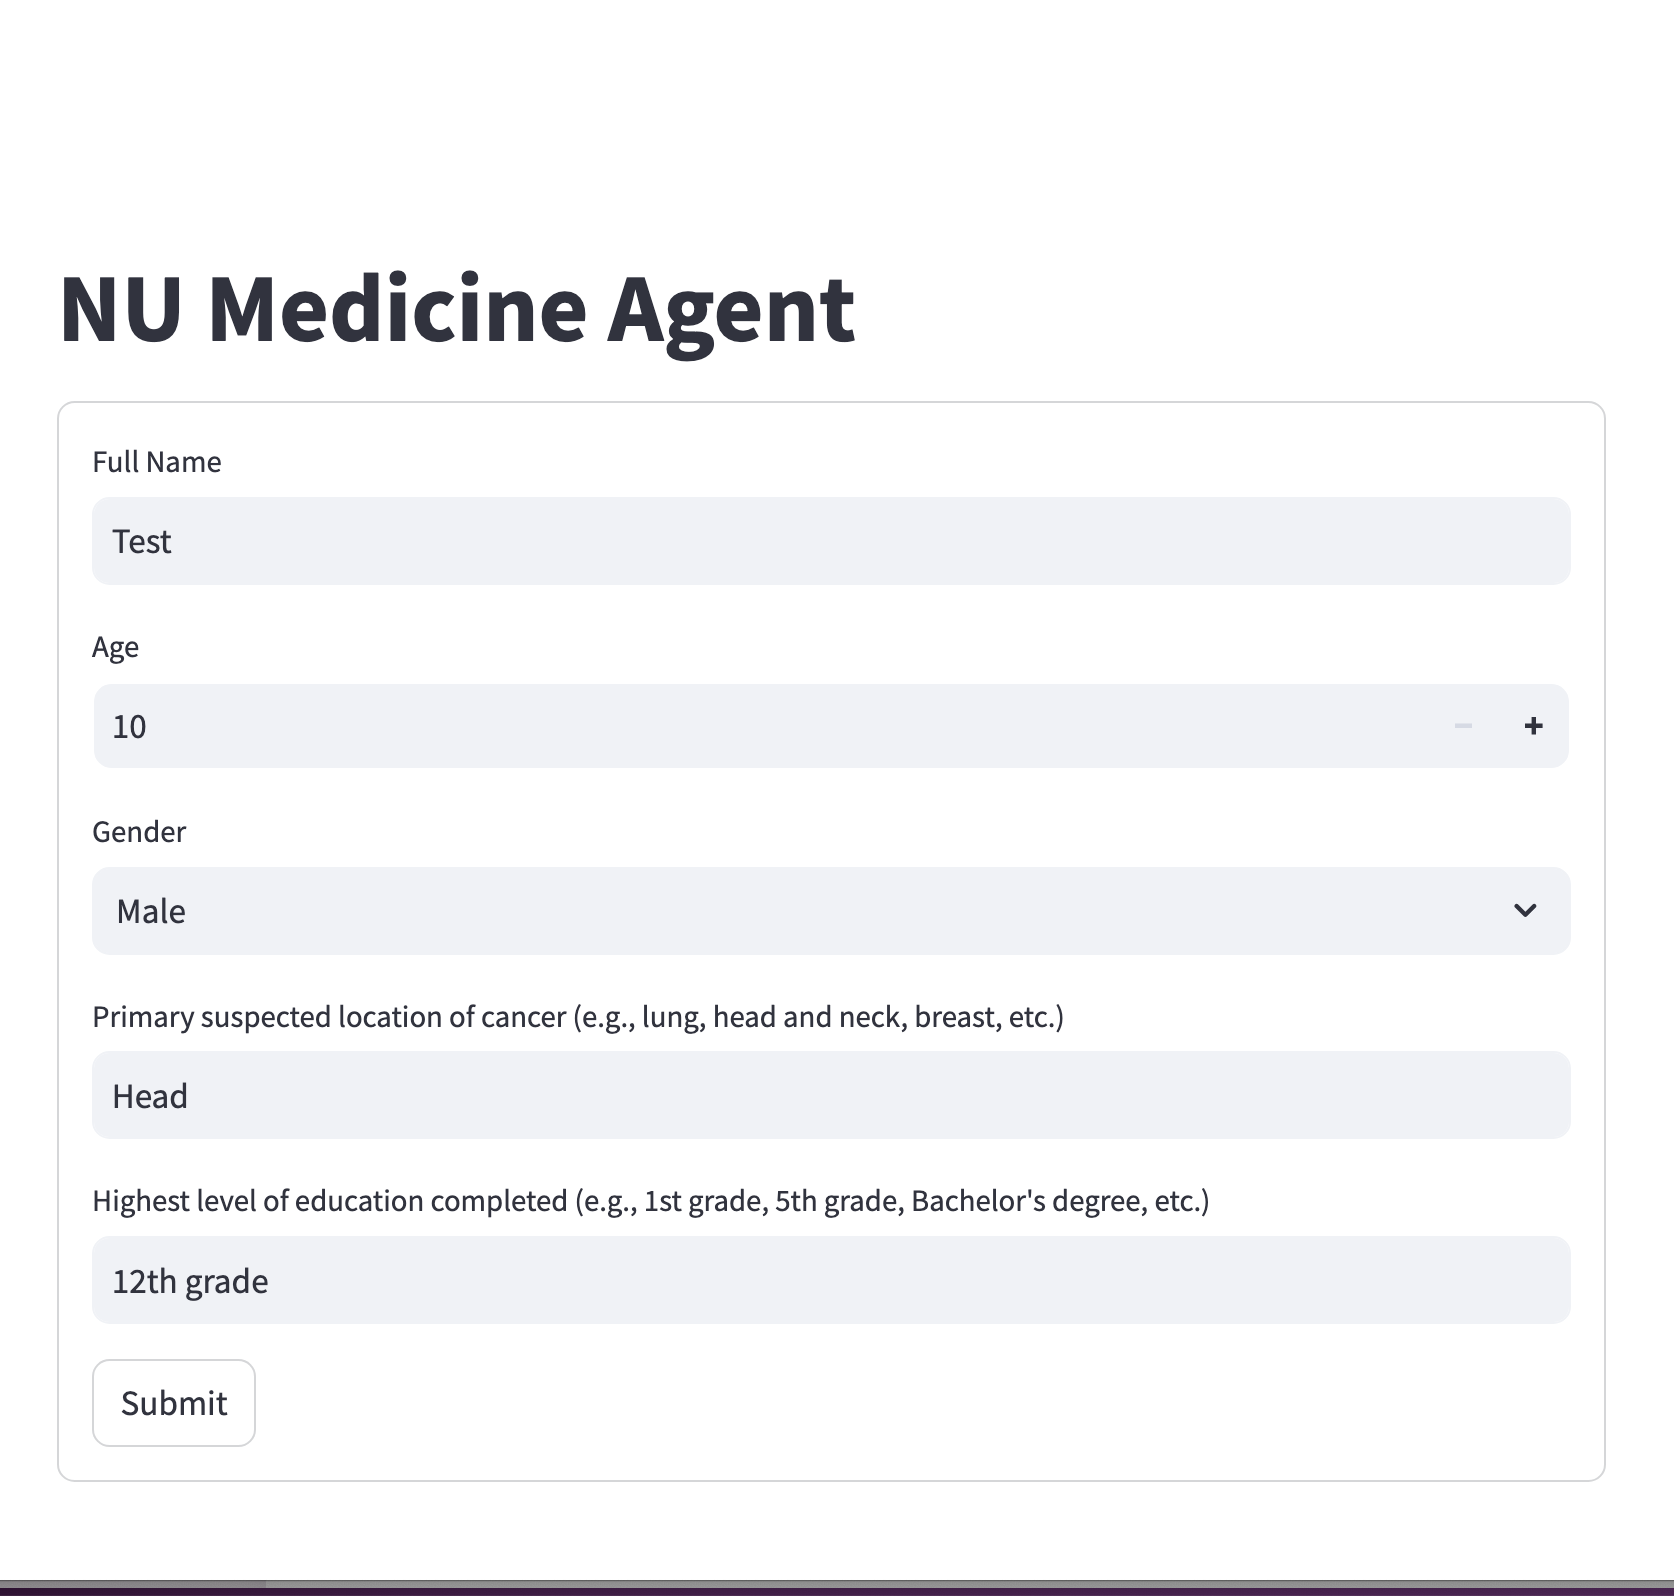 NU Medicine Agent
Full Name
Test
Age
10
Gender
Male
Primary suspected location of cancer (e.g., lung, head and neck, breast, etc.)
Head
Highest level of education completed (e.g., 1st grade, 5th grade, Bachelor's degree, etc.)
12th grade
Submit